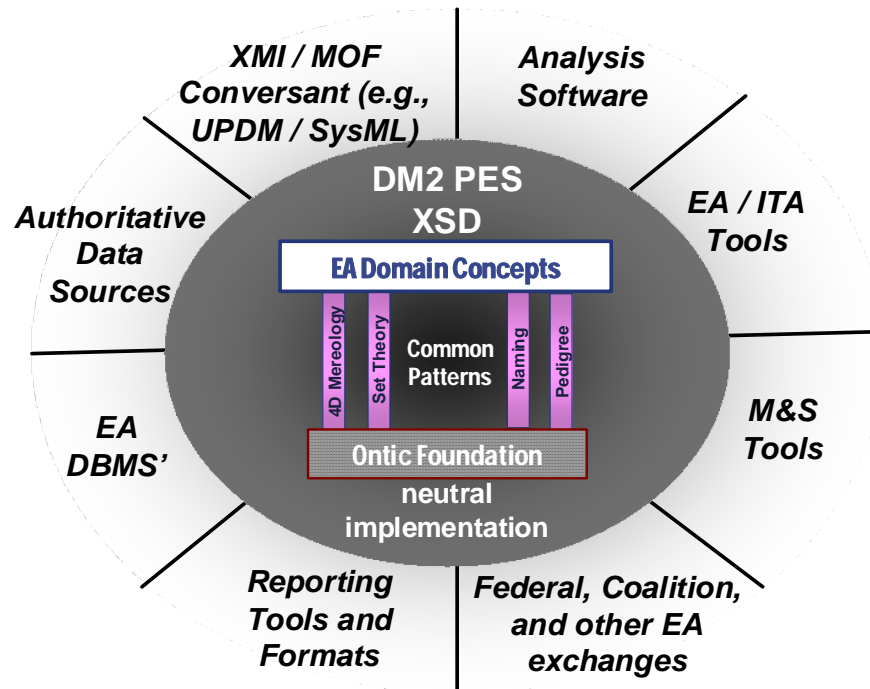 XMI / MOF
Conversant (e.g.,
UPDM / SysML)
Analysis
Software
EA / ITA
Tools
M&S
Tools
Federal, Coalition,
and other EA
exchanges
Reporting
Tools and
Formats
EA
DBMS’
Authoritative
Data
Sources
DM2 PES
XSD
EA Domain Concepts
4D Mereology
Set Theory
Common
Patterns
Naming
Pedigree
Ontic Foundation
neutral
implementation